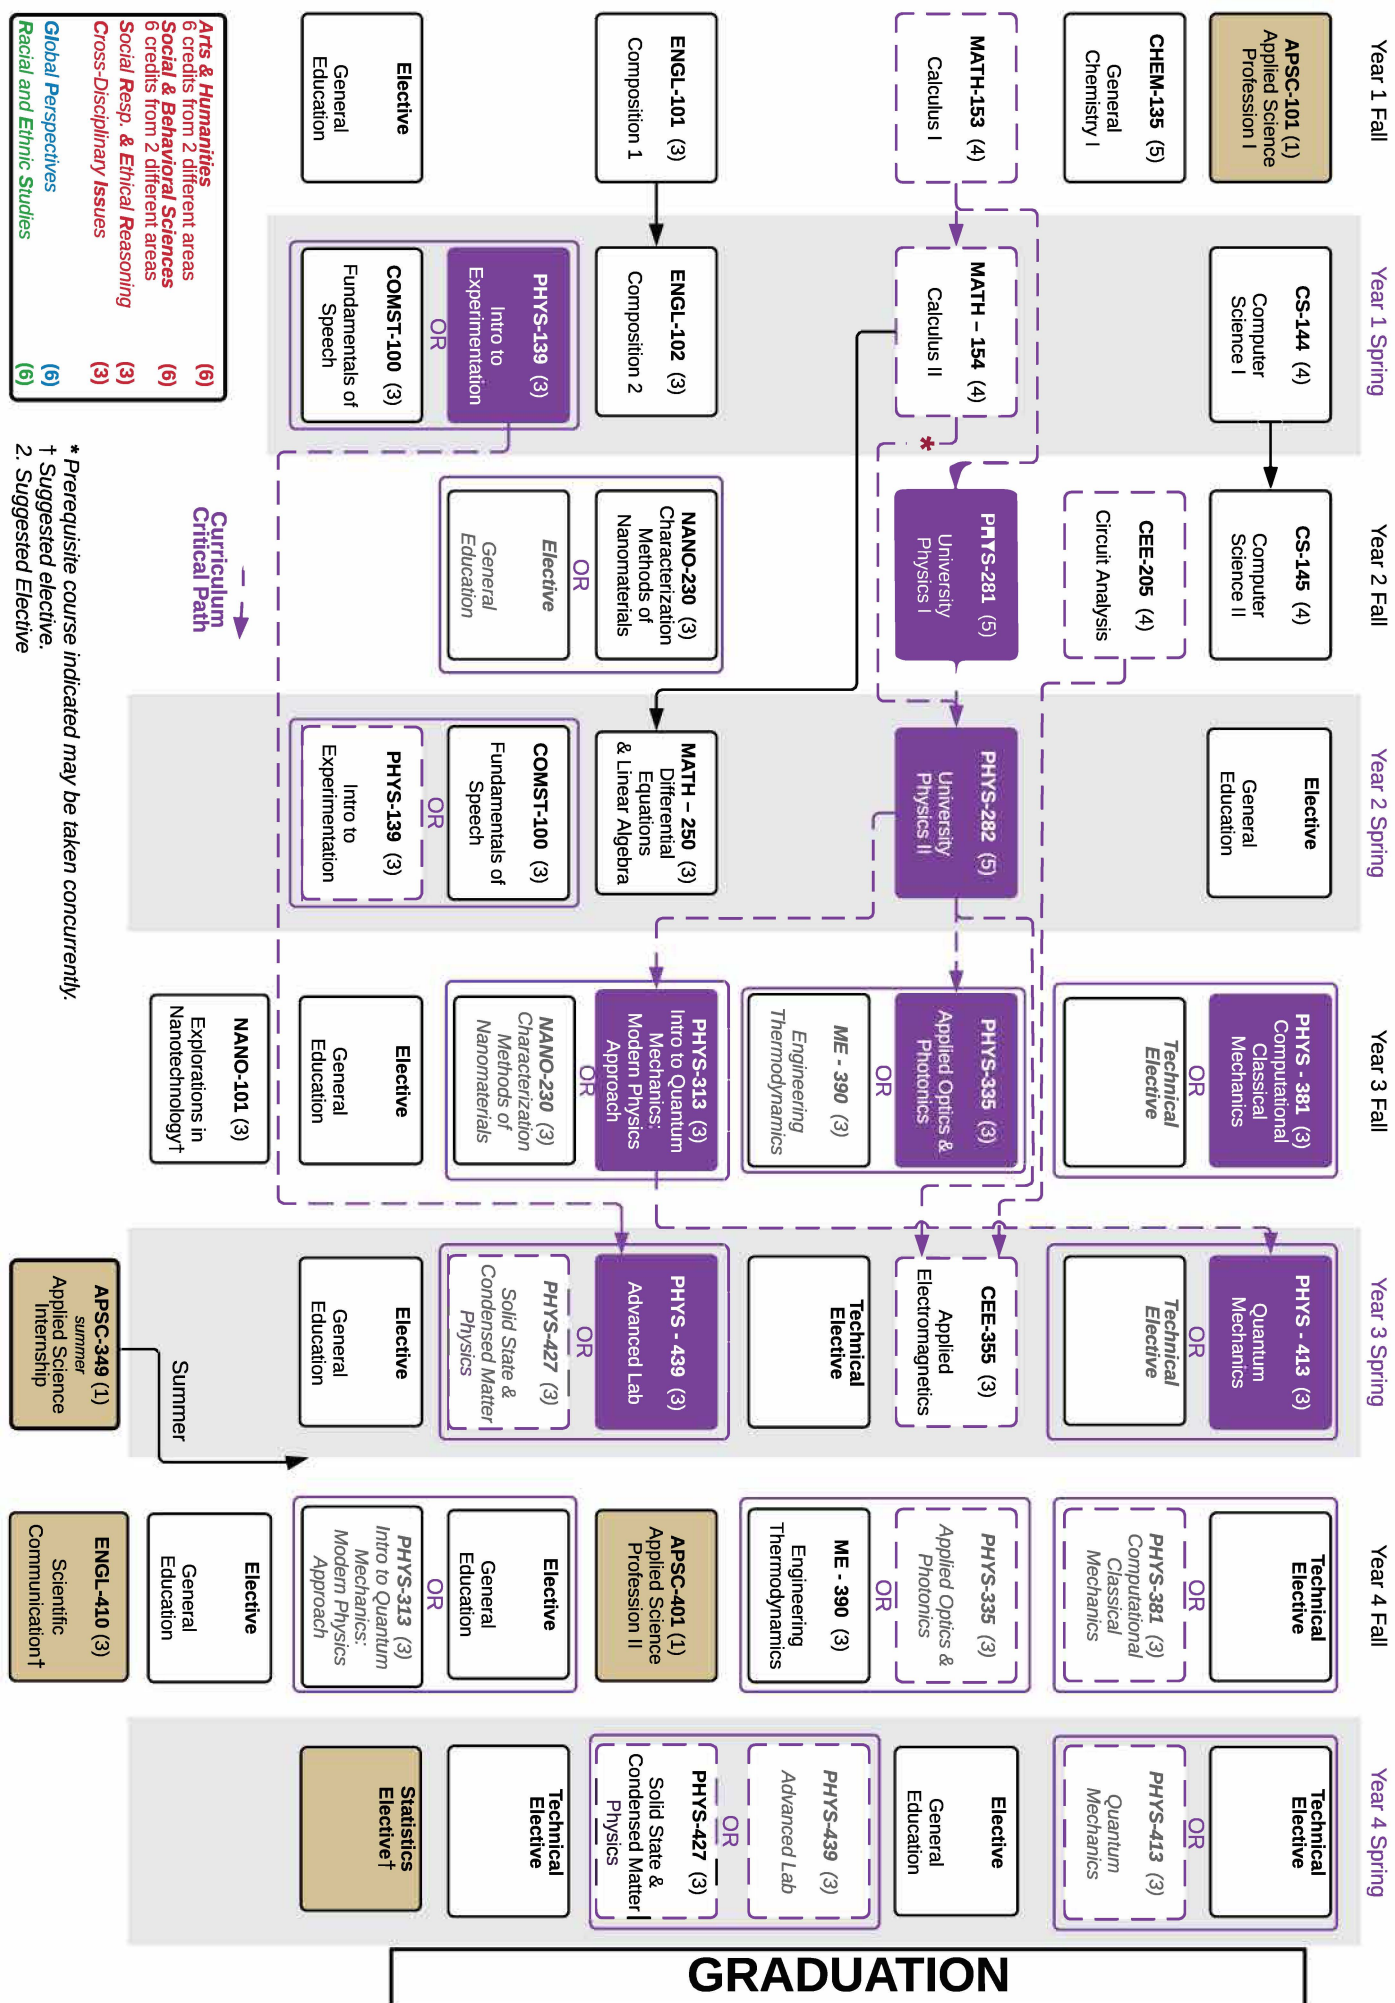 Year 1 Fall
APSC-101 (1)
Applied Science
Profession I
CHEM-135 (5)
General
Chemistry I
MATH-153 (4)
Calculus I
ENGL-101 (3)
Composition 1
Elective
General
Education
Year 1 Spring
CS-144 (4)
Computer
Science I
MATH – 154 (4)
Calculus II
*
ENGL-102 (3)
Composition 2
PHYS-139 (3)
Intro to
Experimentation
OR
COMST-100 (3)
Fundamentals of
Speech
Year 2 Fall
CS-145 (4)
Computer
Science II
CEE-205 (4)
Circuit Analysis
PHYS-281 (5)
University
Physics I
NANO-230 (3)
Characterization
Methods of
Nanomaterials
OR
Elective
General
Education
Year 2 Spring
Elective
General
Education
PHYS-282 (5)
University
Physics II
MATH – 250 (3)
Differential
Equations
& Linear Algebra
COMST-100 (3)
Fundamentals of
Speech
OR
PHYS-139 (3)
Intro to
Experimentation
Year 3 Fall
PHYS - 381 (3)
Computational
Classical
Mechanics
OR
Technical
Elective
PHYS-335 (3)
Applied Optics &
Photonics
OR
ME - 390 (3)
Engineering
Thermodynamics
PHYS-313 (3)
Intro to Quantum
Mechanics:
Modern Physics
Approach
OR
NANO-230 (3)
Characterization
Methods of
Nanomaterials
Elective
General
Education
NANO-101 (3)
Explorations in
Nanotechnology†
Year 3 Spring
PHYS - 413 (3)
Quantum
Mechanics
OR
Technical
Elective
CEE-355 (3)
Applied
Electromagnetics
Technical
Elective
PHYS - 439 (3)
Advanced Lab
OR
PHYS-427 (3)
Solid State &
Condensed Matter
Physics
Elective
General
Education
Summer
APSC-349 (1)
summer
Applied Science
Internship
Year 4 Fall
Technical
Elective
OR
PHYS-381 (3)
Computational
Classical
Mechanics
PHYS-335 (3)
Applied Optics &
Photonics
OR
ME - 390 (3)
Engineering
Thermodynamics
APSC-401 (1)
Applied Science
Profession II
Elective
General
Education
OR
PHYS-313 (3)
Intro to Quantum
Mechanics:
Modern Physics
Approach
Elective
General
Education
ENGL-410 (3)
Scientific
Communication†
Year 4 Spring
Technical
Elective
OR
PHYS-413 (3)
Quantum
Mechanics
Elective
General
Education
PHYS-439 (3)
Advanced Lab
OR
PHYS-427 (3)
Solid State &
Condensed Matter
Physics
Technical
Elective
Statistics
Elective†
GRADUATION
Arts & Humanities (6)
6 credits from 2 different areas
Social & Behavioral Sciences (6)
6 credits from 2 different areas
Social Resp. & Ethical Reasoning (3)
Cross-Disciplinary Issues (3)
Global Perspectives (6)
Racial and Ethnic Studies (6)
Curriculum
Critical Path
* Prerequisite course indicated may be taken concurrently.
† Suggested elective.
2. Suggested Elective